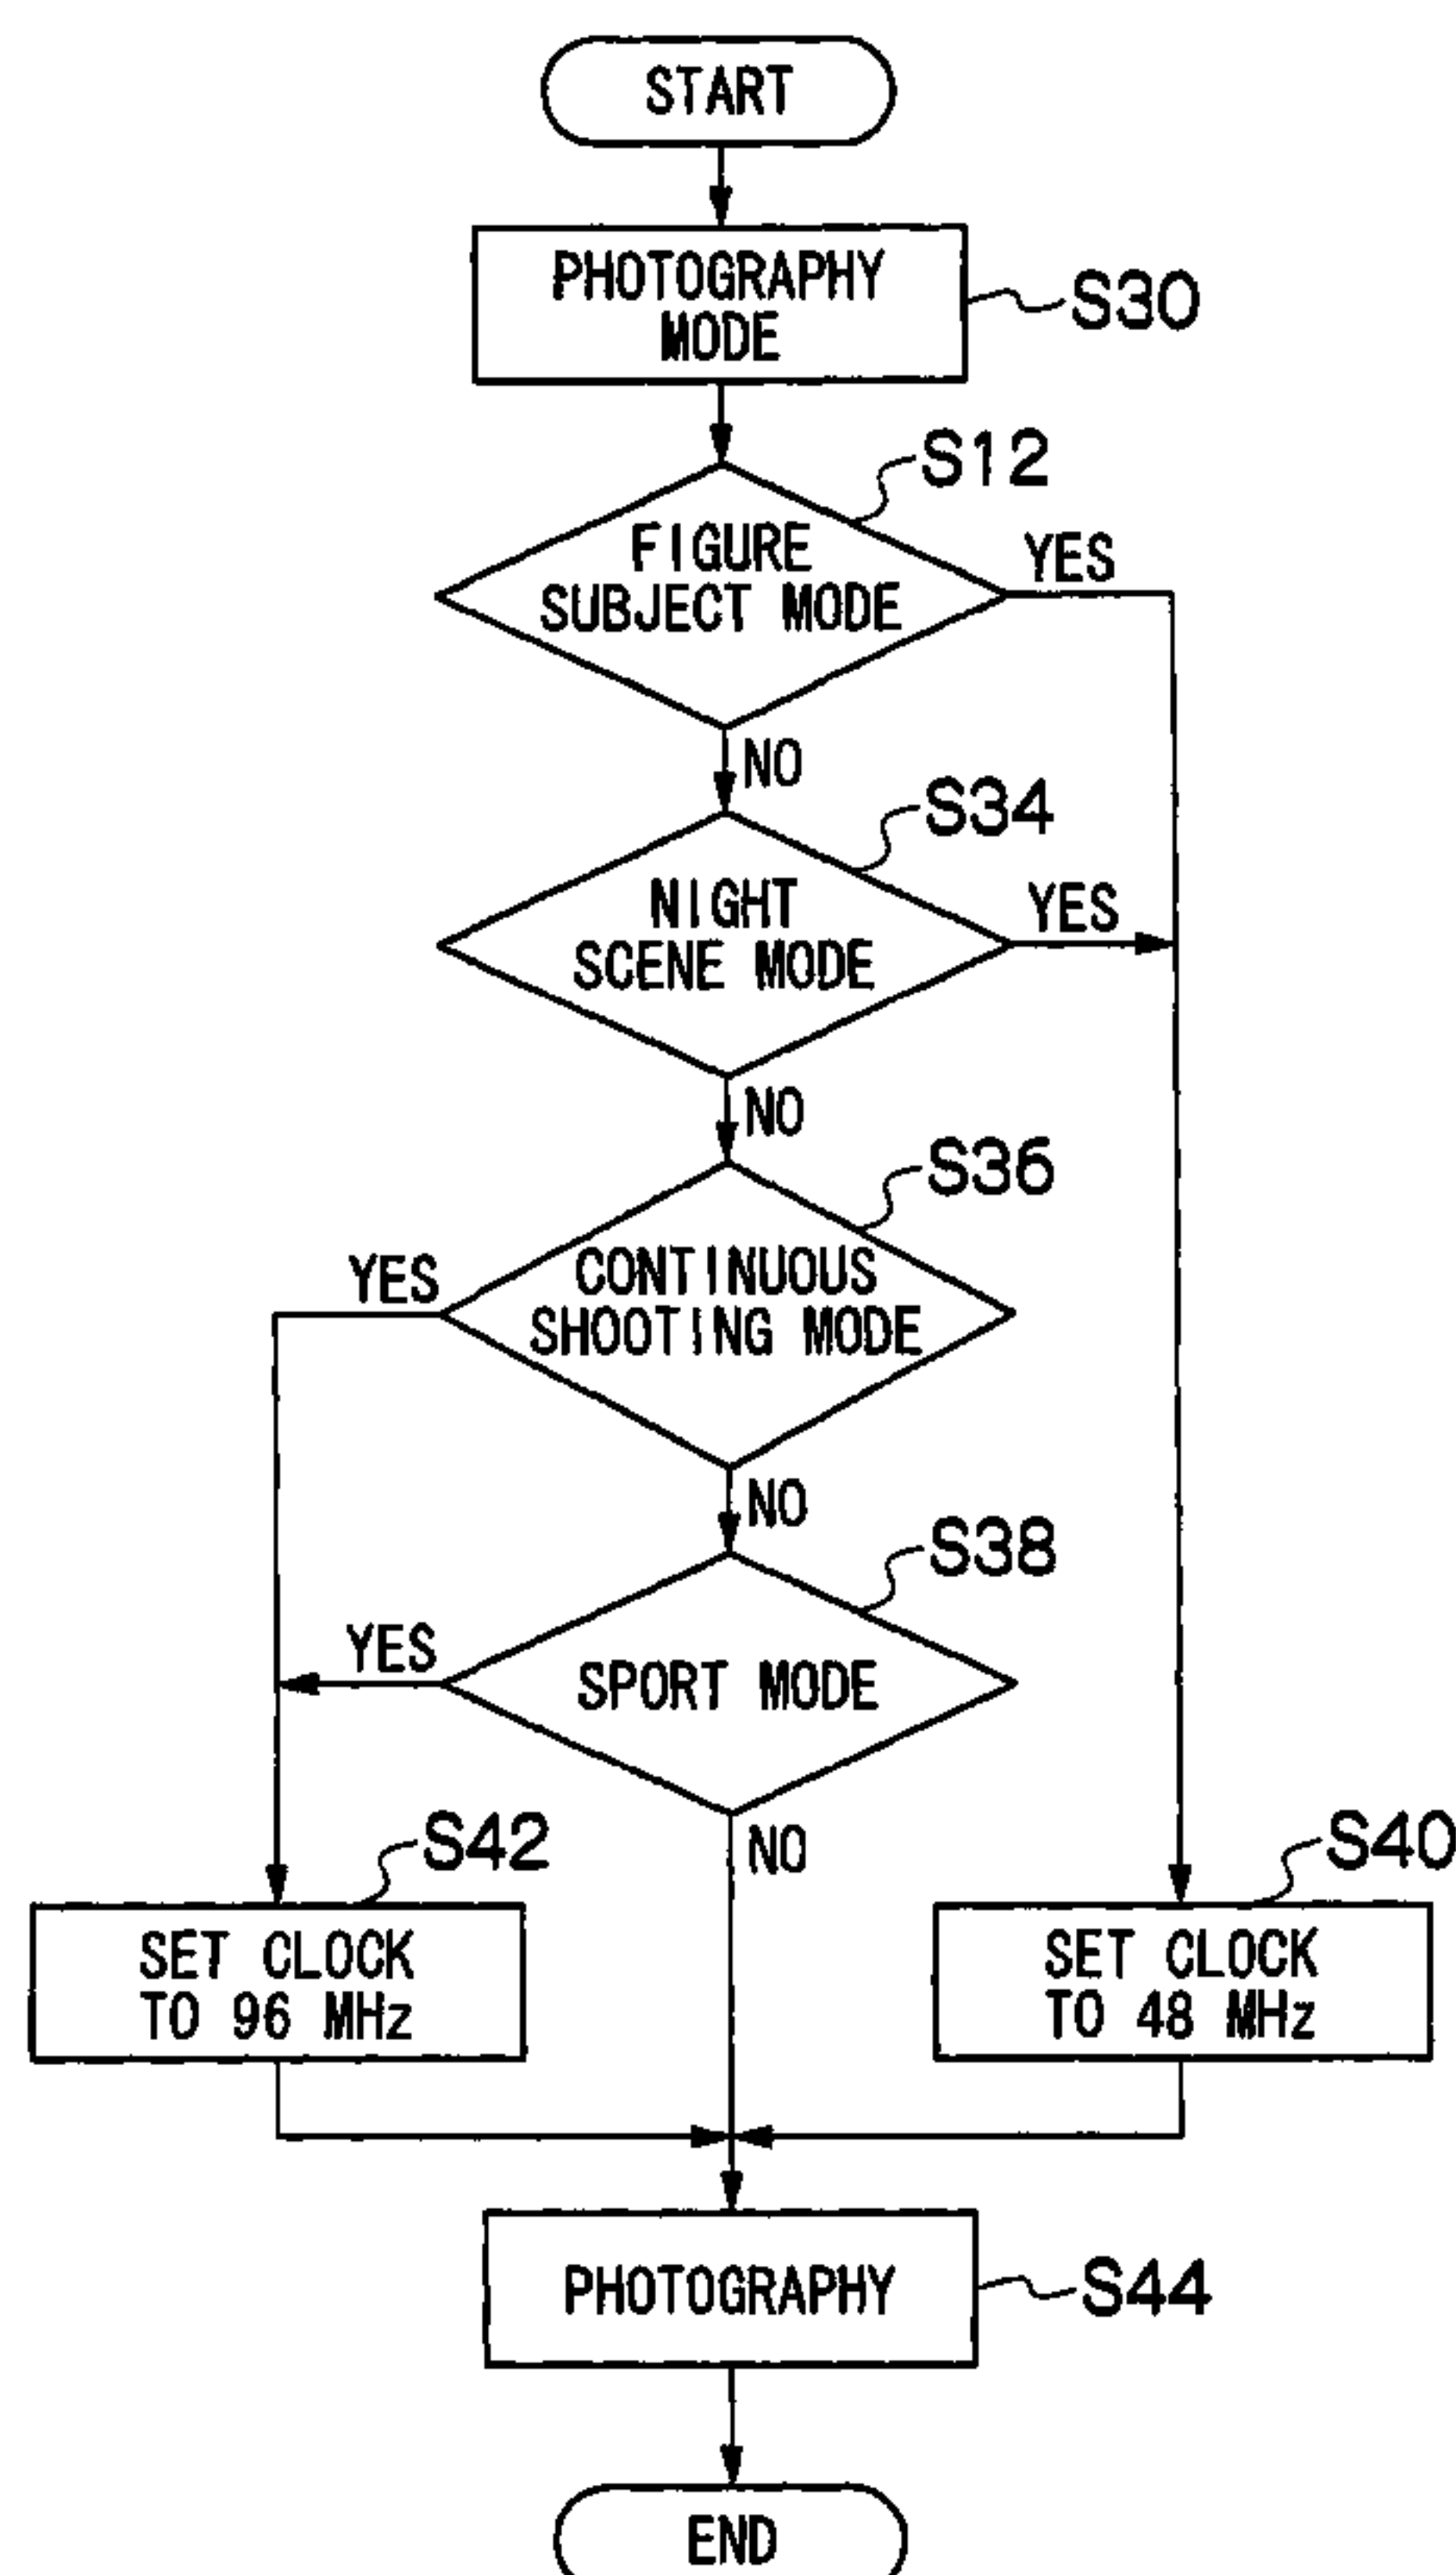 START
PHOTOGRAPHY
MODE
S30
S12
FIGURE
SUBJECT MODE
YES
NO
S34
NIGHT
SCENE MODE
YES
NO
S36
CONTINUOUS
SHOOTING MODE
YES
NO
S38
SPORT MODE
YES
NO
S42
SET CLOCK
TO 96 MHz
S40
SET CLOCK
TO 48 MHz
PHOTOGRAPHY
S44
END